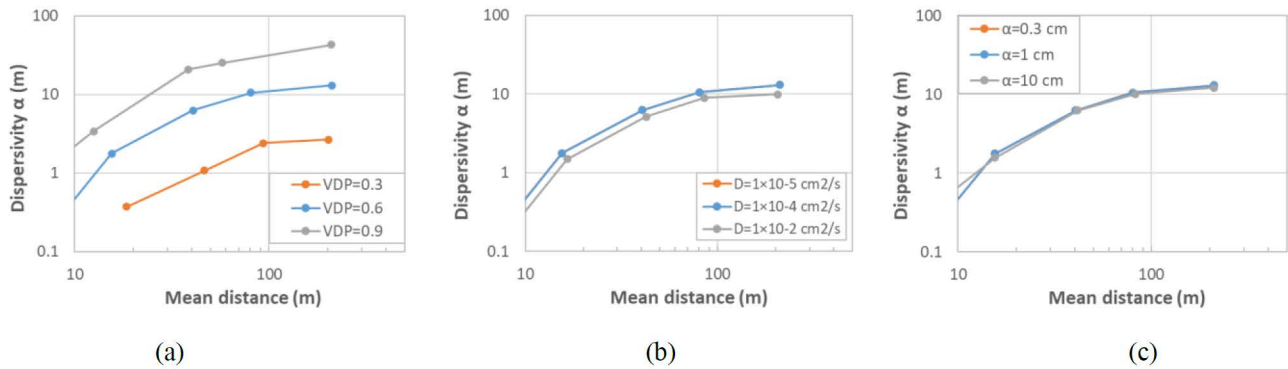 100
10
1
0.1
Dispersivity α (m)
10
100
Mean distance (m)
VDP=0.3
VDP=0.6
VDP=0.9
(a)
100
10
1
0.1
Dispersivity α (m)
10
100
Mean distance (m)
D=1×10-5 cm2/s
D=1×10-4 cm2/s
D=1×10-2 cm2/s
(b)
100
10
1
0.1
Dispersivity α (m)
10
100
Mean distance (m)
α=0.3 cm
α=1 cm
α=10 cm
(c)